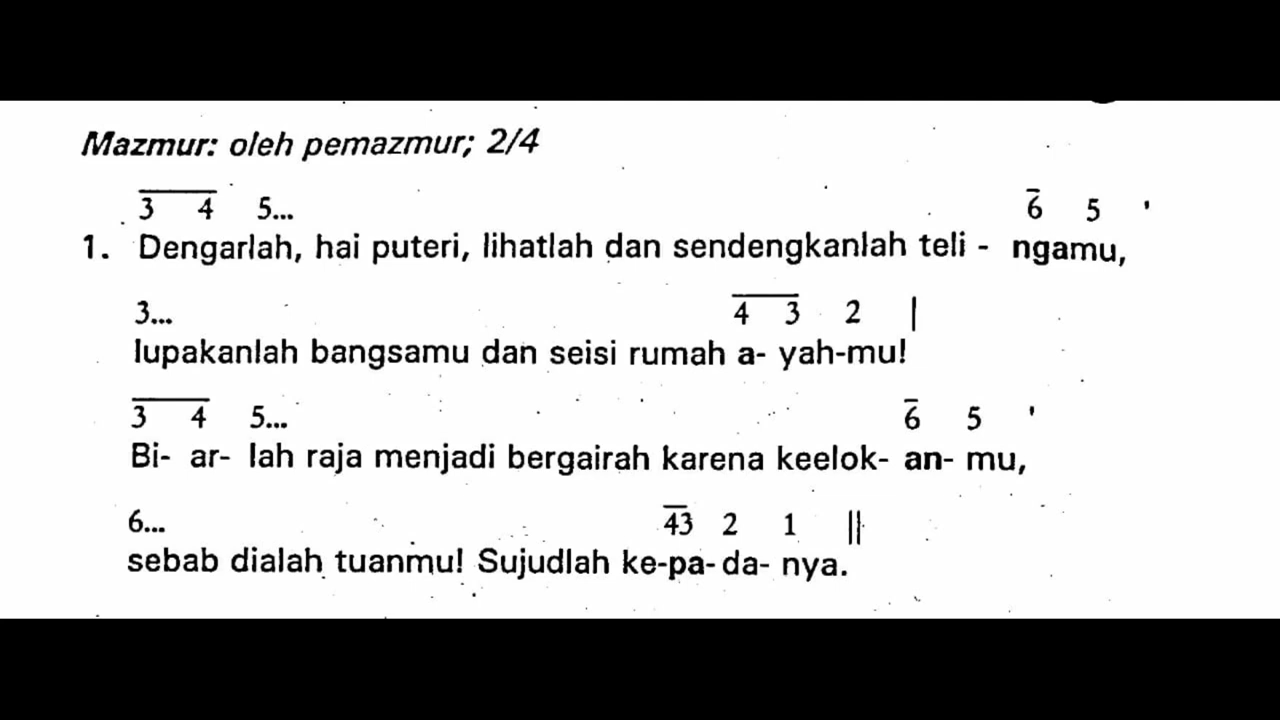 Mazmur: oleh pemazmur; 2/4
3 4 5... 6 5 '
1. Dengarlah, hai puteri, lihatlah dan sendengkanlah teli - ngamu,
3... 4 3 2 |
lupakanlah bangsamu dan seisi rumah a- yah-mu!
3 4 5... 6 5 '
Bi- ar- lah raja menjadi bergairah karena keelok- an- mu,
6... 43 2 1 ||
sebab dialah tuanmu! Sujudlah ke-pa-da- nya.